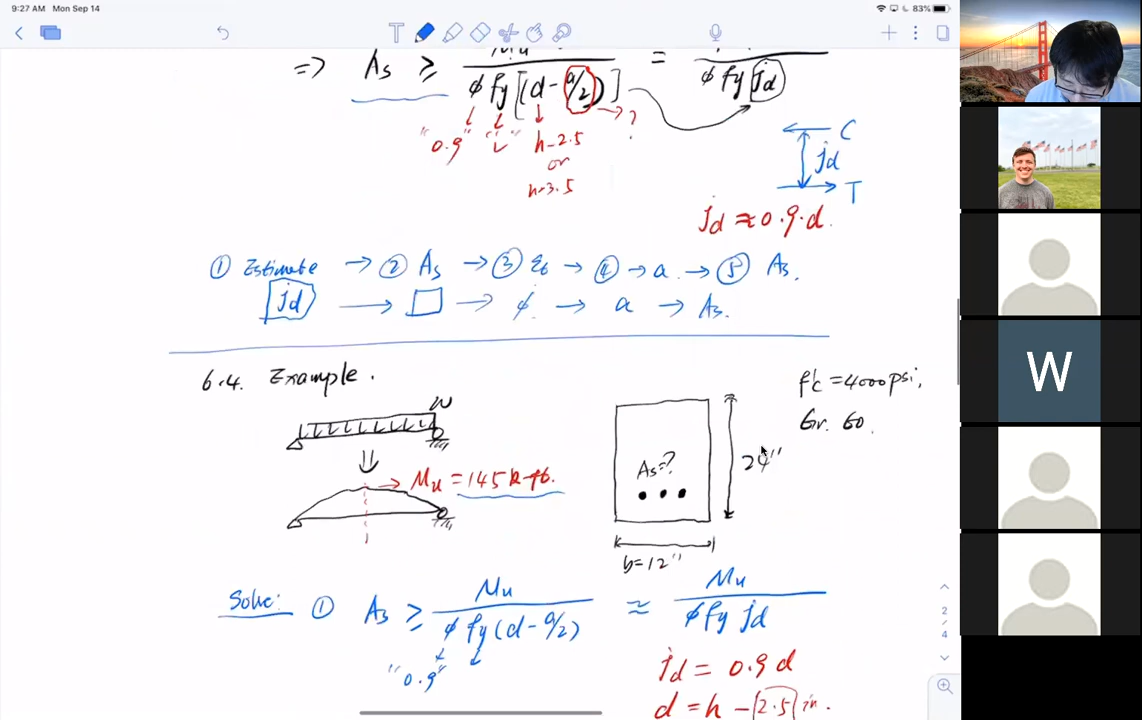 9:27 AM Mon Sep 14
83%
Mu
=> As ≥ ϕ fy [(d - a/2)] = ϕ fy (jd)
"0.9" "✓" h-2.5 ?
or
h-3.5
C
jd
T
jd ≈ 0.9·d.
① Estimate → ② As → ③ εt → ④ → a → ⑤ As.
jd → □ → ϕ → a → As.
6.4. Example.
f'c = 4000 psi,
Gr. 60.
W
As=?
24"
Mu = 145 k-ft.
b=12"
Solve: ① As ≥ Mu / ϕ fy (d - a/2) ≈ Mu / ϕ fy jd
"0.9"
jd = 0.9 d
d = h - 2.5 in.
2
4
W